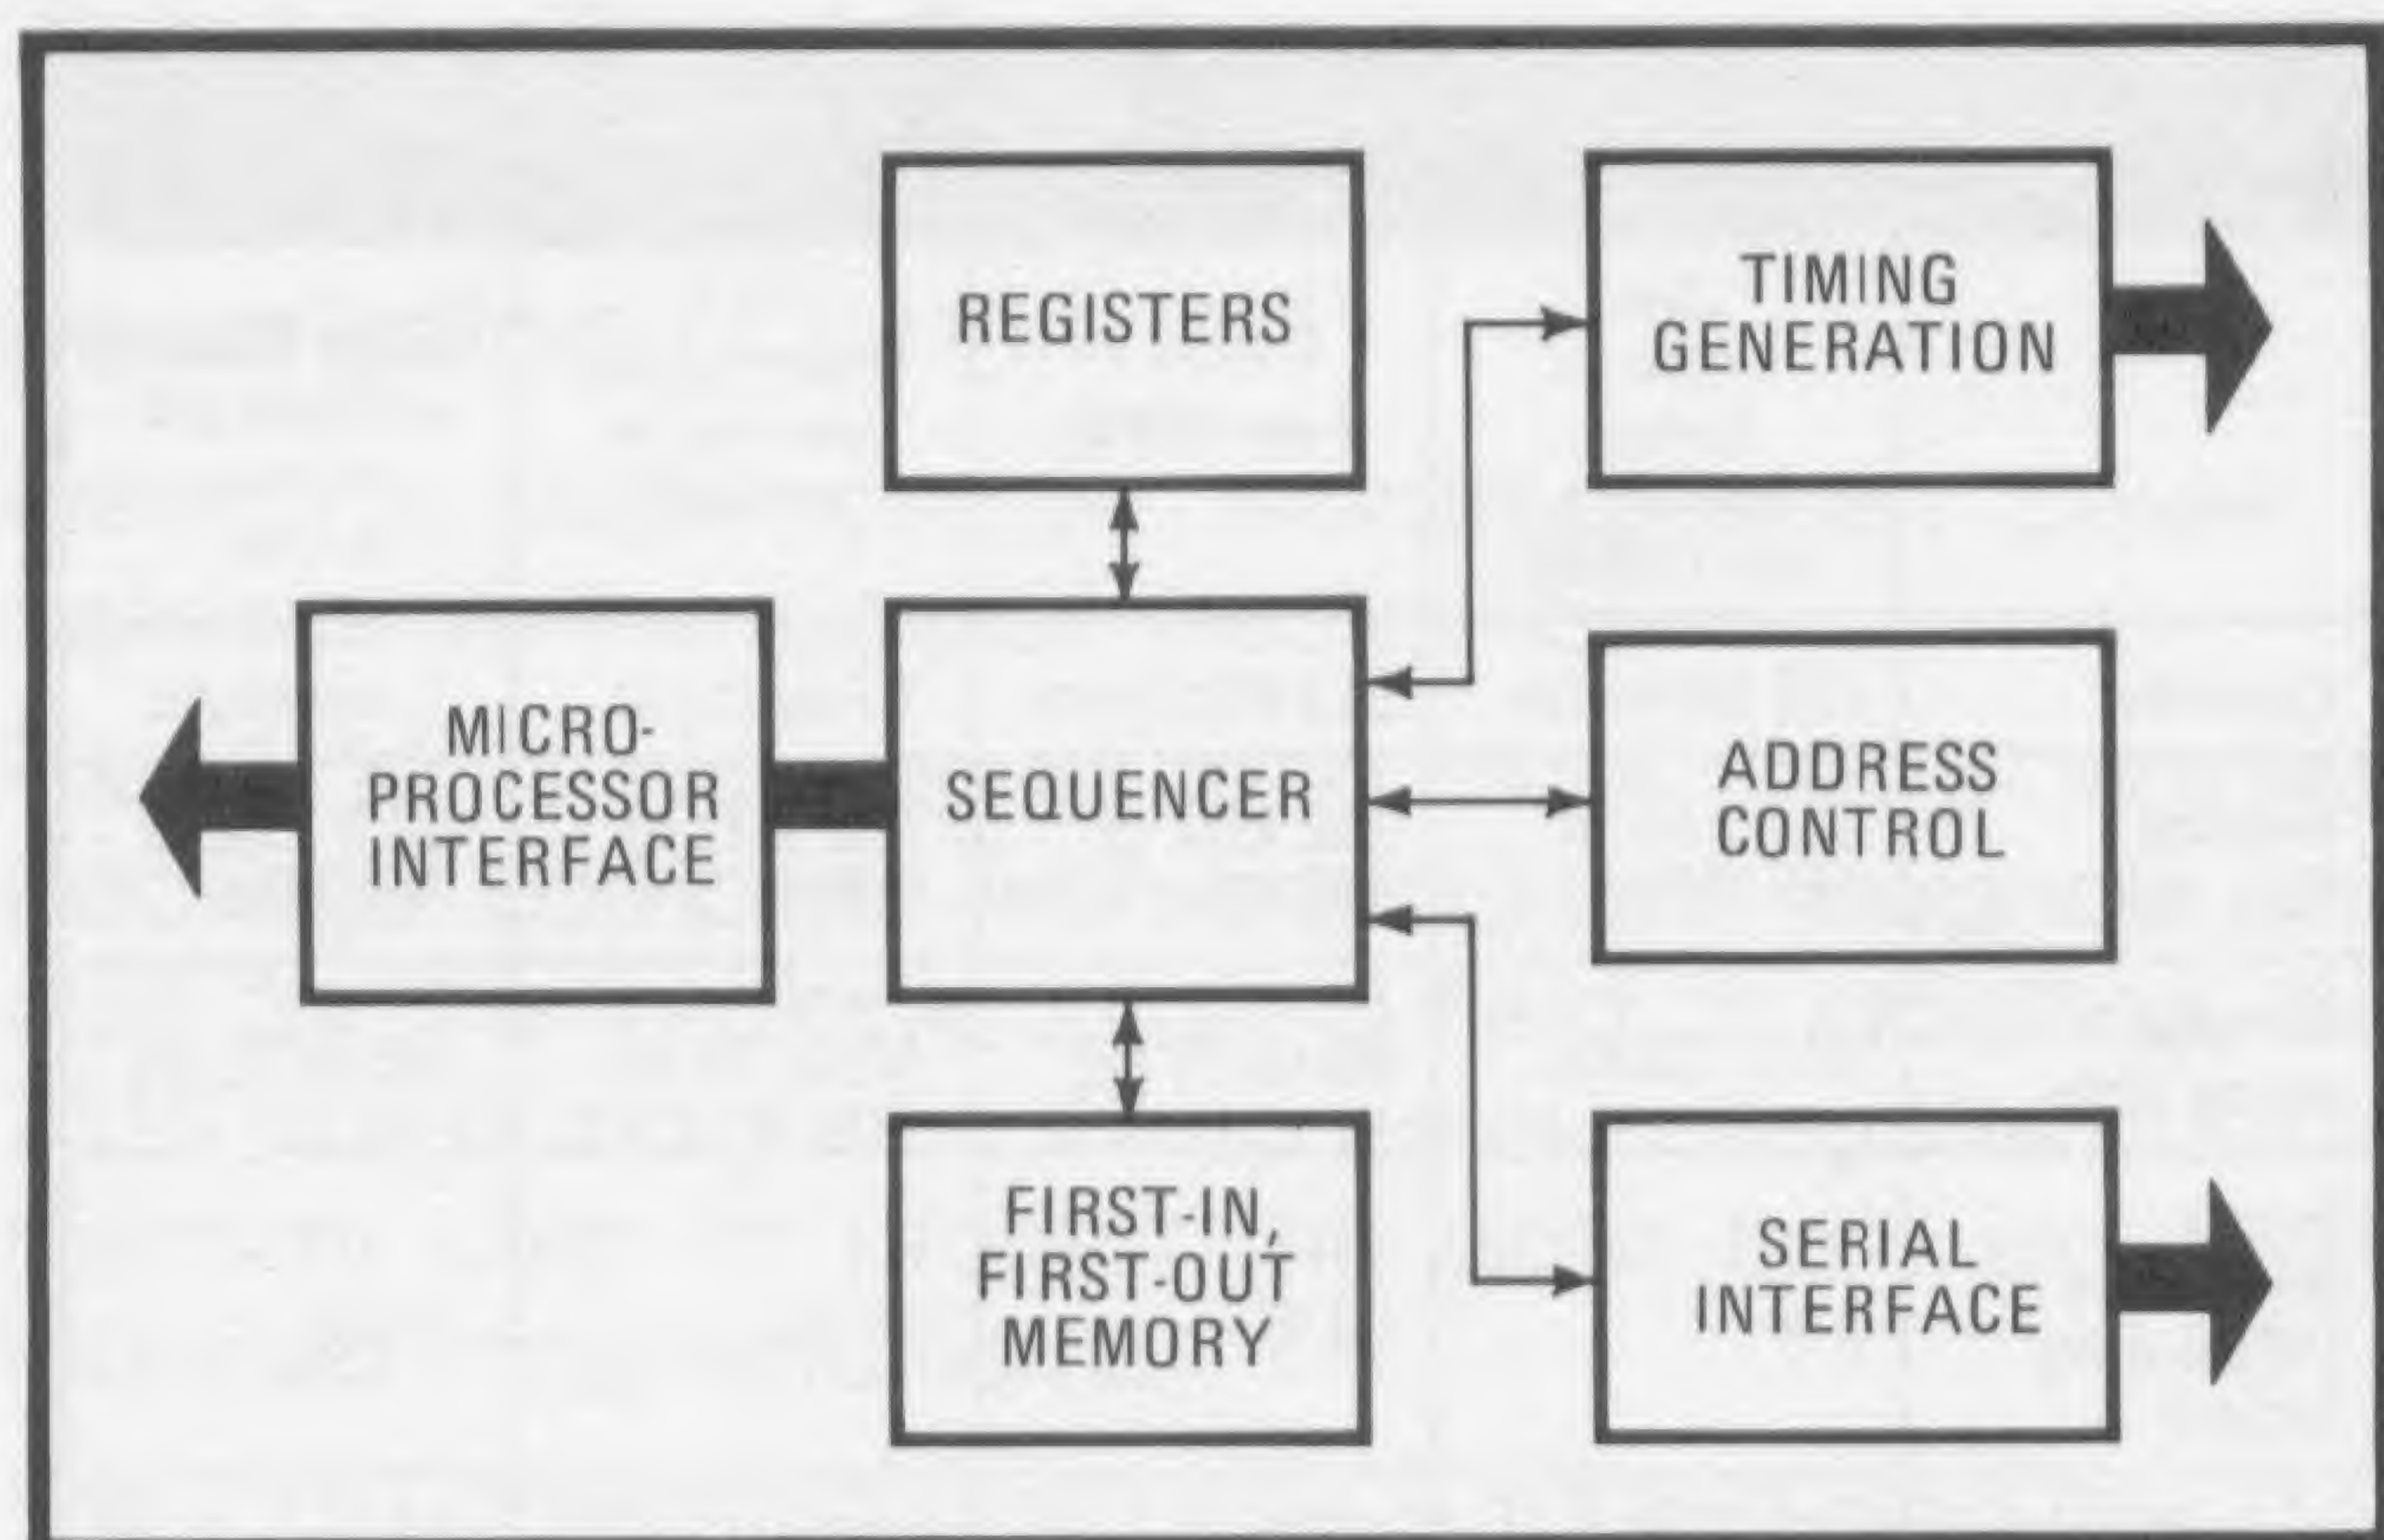 REGISTERS
TIMING
GENERATION
MICRO-
PROCESSOR
INTERFACE
SEQUENCER
ADDRESS
CONTROL
FIRST-IN,
FIRST-OUT
MEMORY
SERIAL
INTERFACE